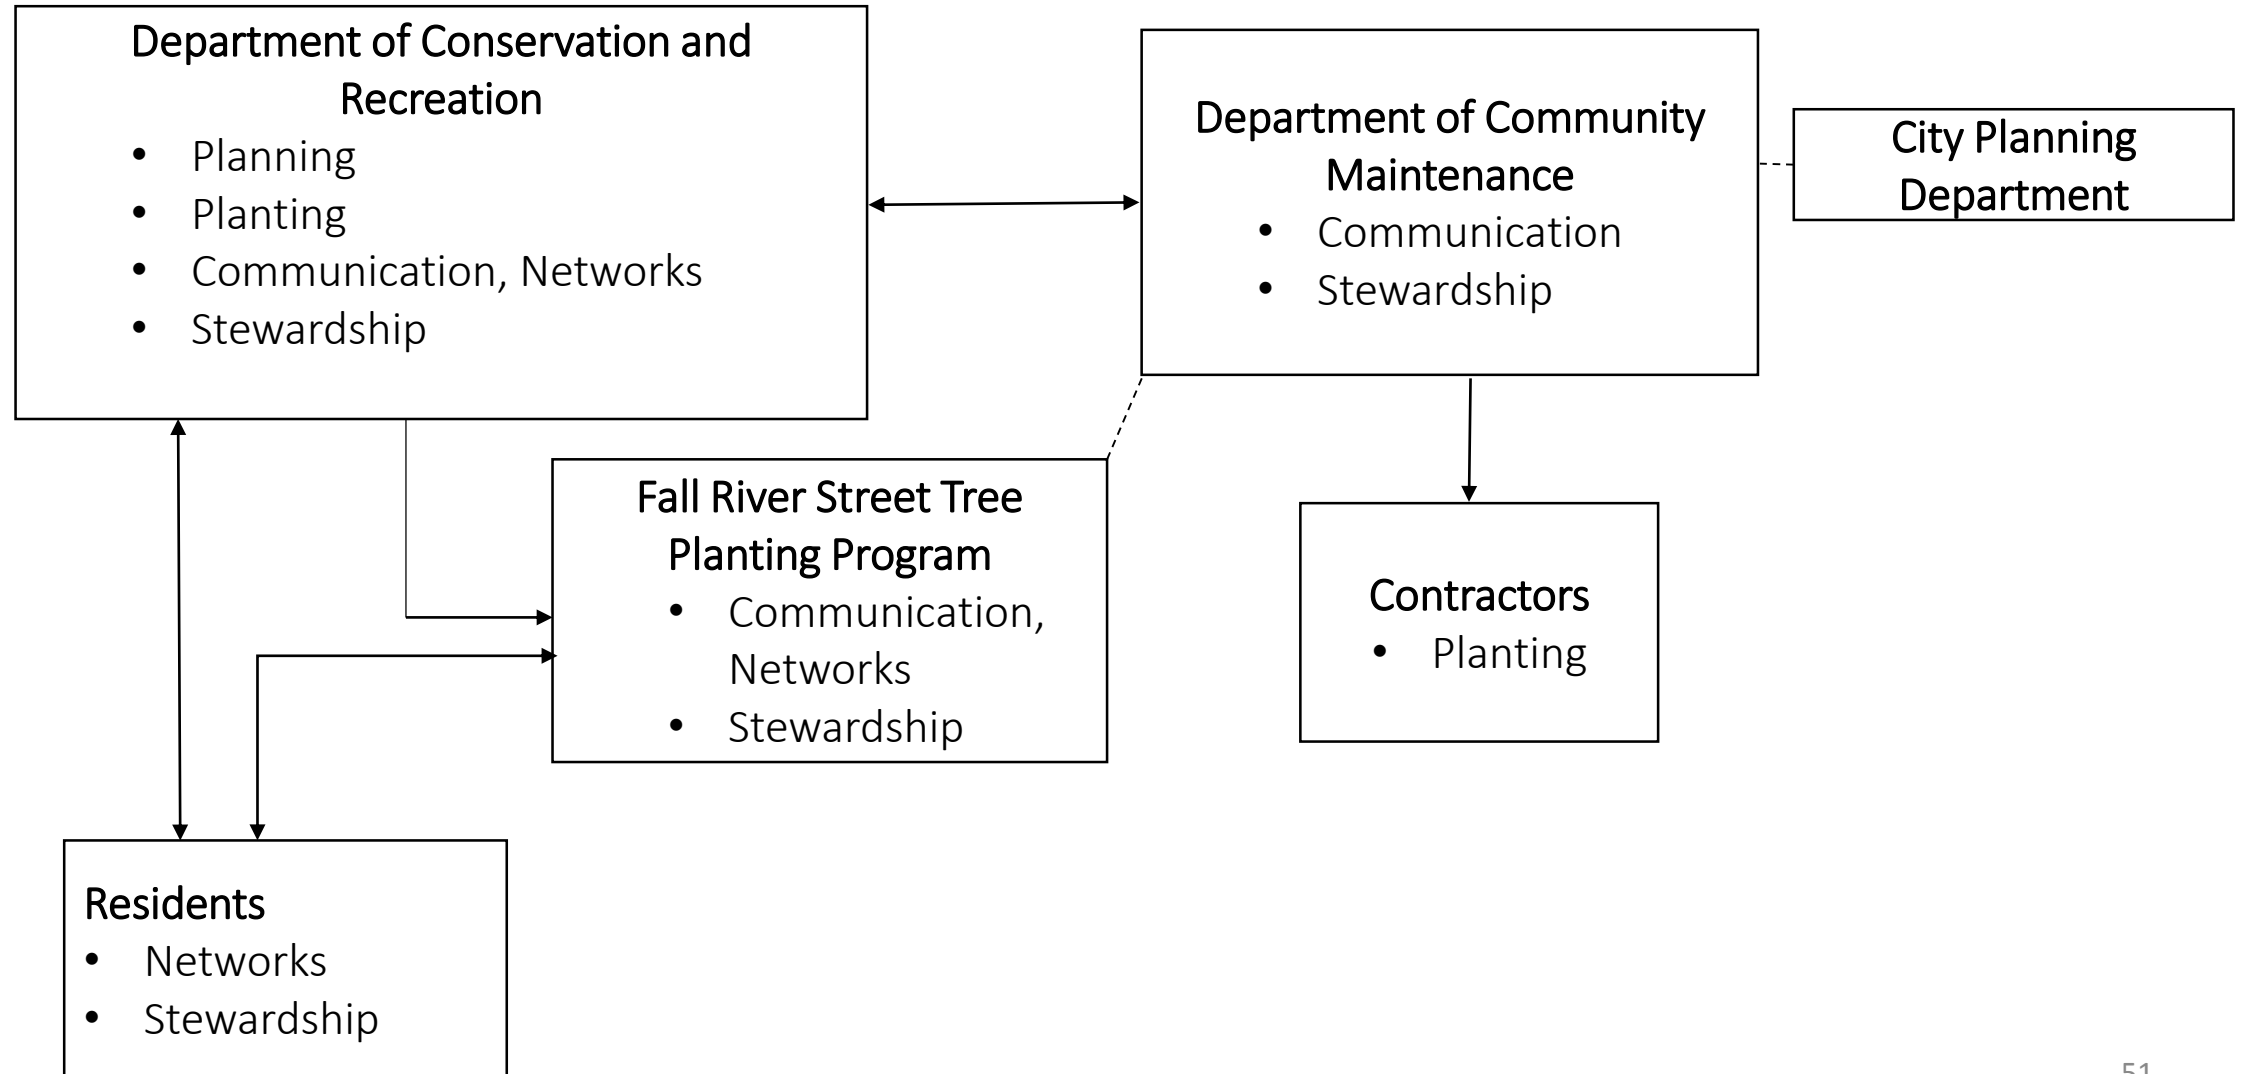 Department of Conservation and
Recreation
• Planning
• Planting
• Communication, Networks
• Stewardship
Department of Community
Maintenance
• Communication
• Stewardship
City Planning
Department
Fall River Street Tree
Planting Program
• Communication,
Networks
• Stewardship
Contractors
• Planting
Residents
• Networks
• Stewardship
51